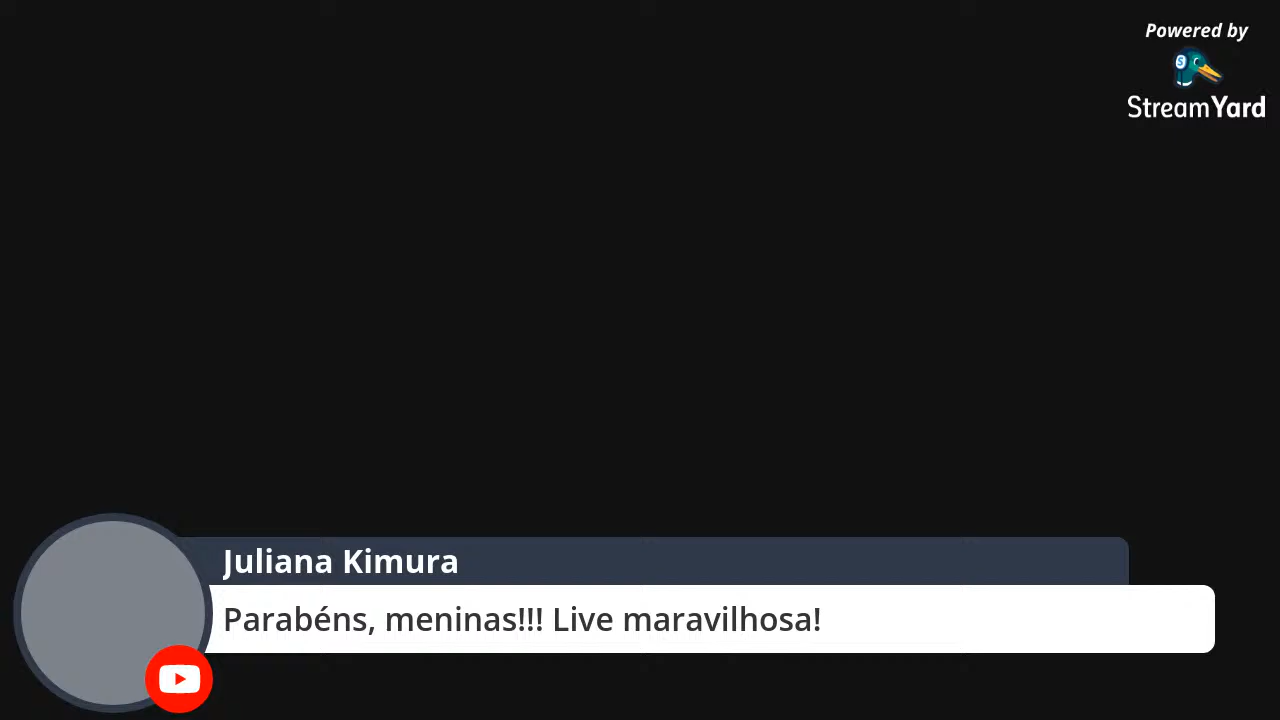 Powered by
S
StreamYard
Juliana Kimura
Parabéns, meninas!!! Live maravilhosa!